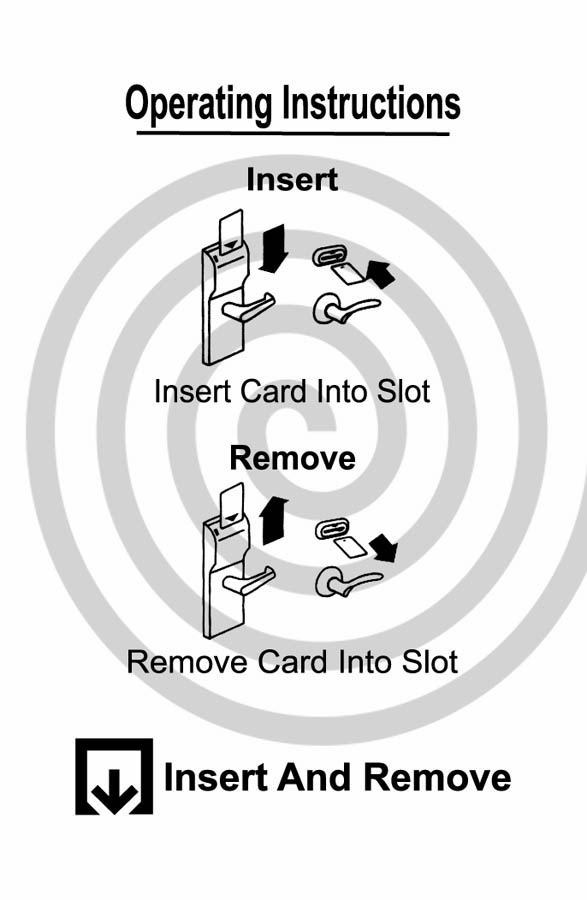 Operating Instructions
Insert
Insert Card Into Slot
Remove
Remove Card Into Slot
Insert And Remove